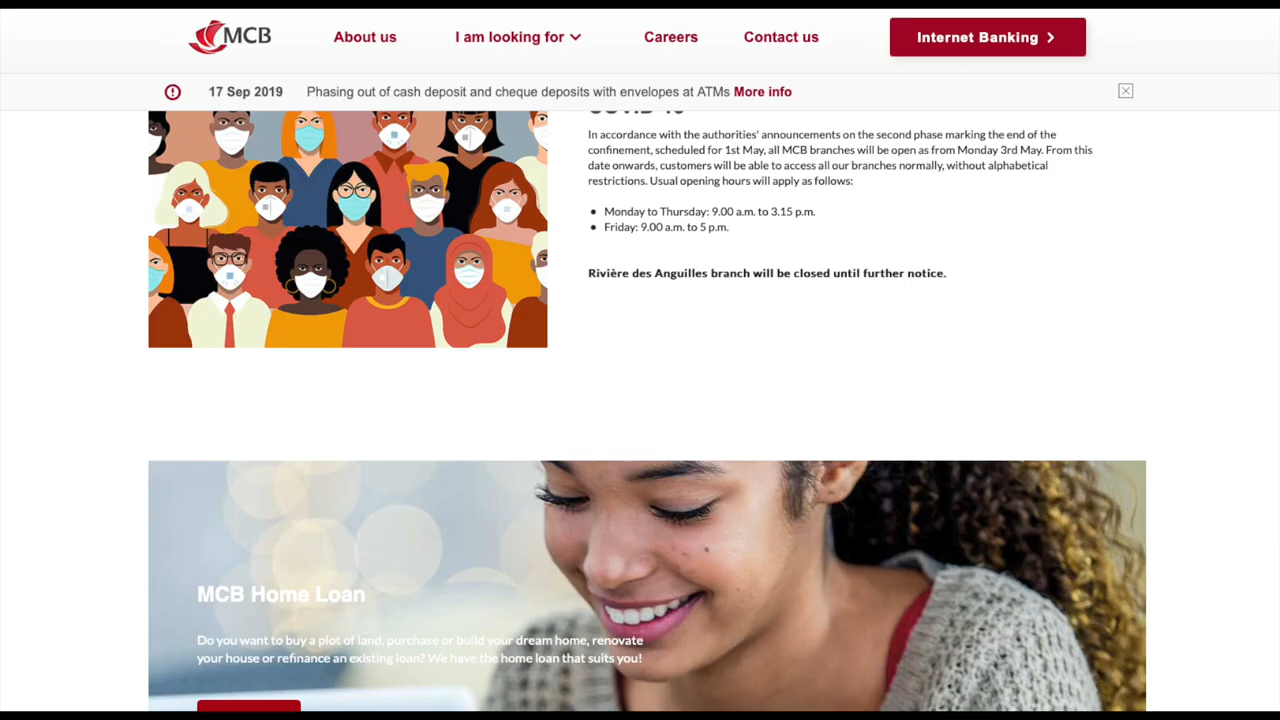 MCB
About us
I am looking for
Careers
Contact us
Internet Banking
17 Sep 2019
Phasing out of cash deposit and cheque deposits with envelopes at ATMs More info
In accordance with the authorities' announcements on the second phase marking the end of the
confinement, scheduled for 1st May, all MCB branches will be open as from Monday 3rd May. From this
date onwards, customers will be able to access all our branches normally, without alphabetical
restrictions. Usual opening hours will apply as follows:
Monday to Thursday: 9.00 a.m. to 3.15 p.m.
Friday: 9.00 a.m. to 5 p.m.
Rivière des Anguilles branch will be closed until further notice.
MCB Home Loan
Do you want to buy a plot of land, purchase or build your dream home, renovate
your house or refinance an existing loan? We have the home loan that suits you!